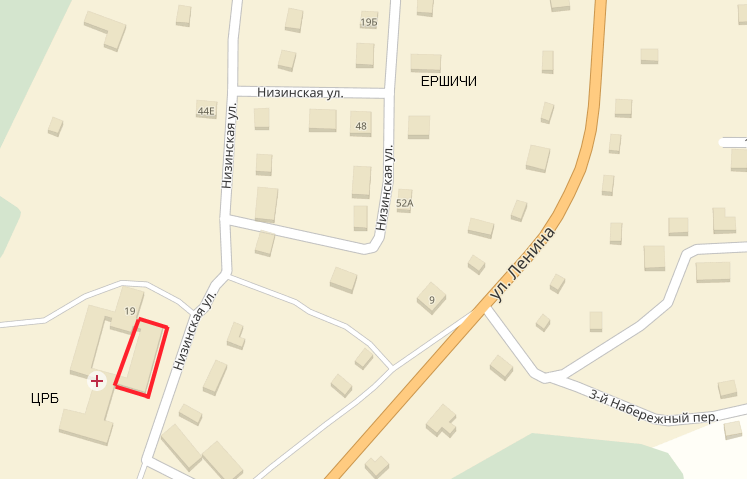 19Б
ЕРШИЧИ
Низинская ул.
44Е
48
Низинская ул.
Низинская ул.
52А
ул. Ленина
9
19
Низинская ул.
ЦРБ
3-й Набережный пер.